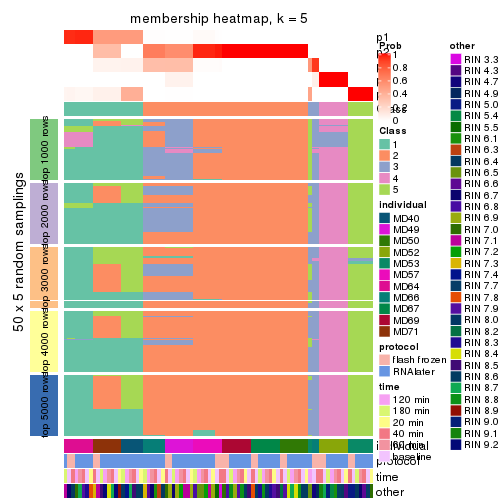 membership heatmap, k = 5
p1
Prob
1
0.8
0.6
0.4
0.2
0
Class
1
2
3
4
5
individual
MD40
MD49
MD50
MD52
MD53
MD57
MD64
MD66
MD67
MD69
MD71
protocol
flash frozen
RNAlater
time
120 min
180 min
20 min
40 min
60 min
baseline
other
RIN 3.3
RIN 4.3
RIN 4.7
RIN 4.9
RIN 5.0
RIN 5.4
RIN 5.5
RIN 6.1
RIN 6.3
RIN 6.4
RIN 6.5
RIN 6.6
RIN 6.7
RIN 6.8
RIN 6.9
RIN 7.0
RIN 7.1
RIN 7.2
RIN 7.3
RIN 7.4
RIN 7.7
RIN 7.8
RIN 7.9
RIN 8.0
RIN 8.2
RIN 8.3
RIN 8.4
RIN 8.5
RIN 8.6
RIN 8.7
RIN 8.8
RIN 8.9
RIN 9.0
RIN 9.1
RIN 9.2
50 x 5 random samplings
top 1000 rows
top 2000 rows
top 3000 rows
top 4000 rows
top 5000 rows
protocol
time
other